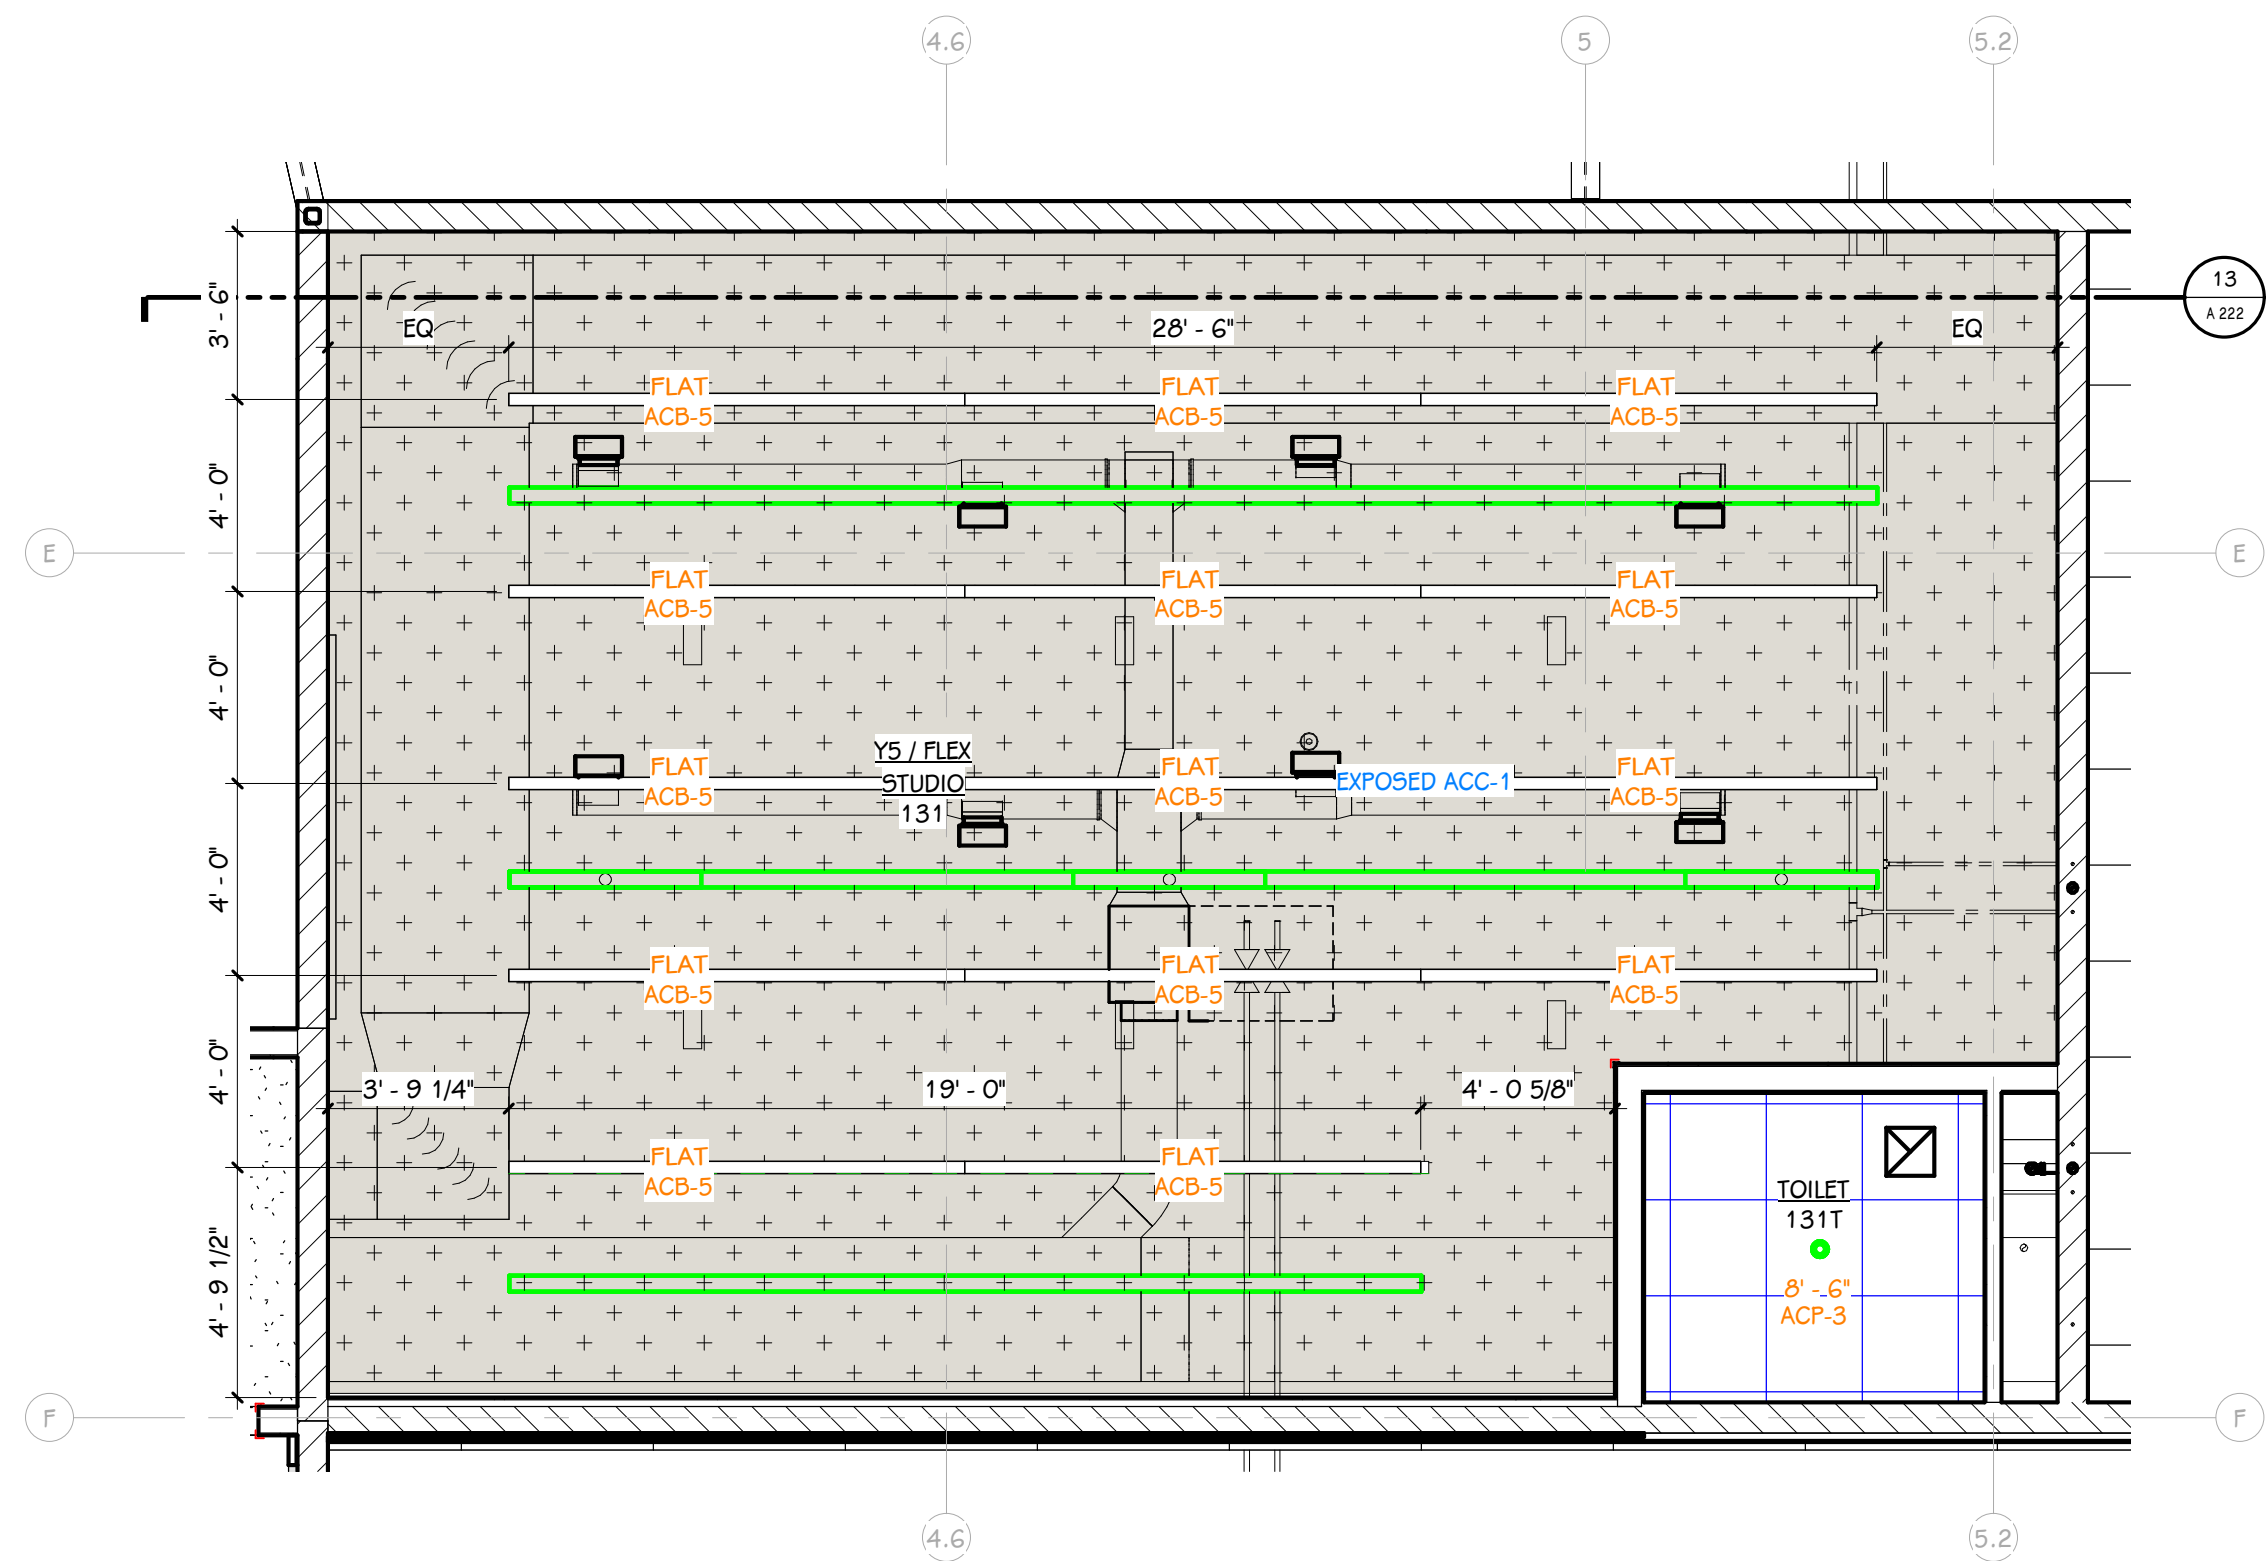 4.6
5
5.2
13
A 222
3' - 6"
EQ
28' - 6"
EQ
FLAT
ACB-5
FLAT
ACB-5
FLAT
ACB-5
4' - 0"
E
E
FLAT
ACB-5
FLAT
ACB-5
FLAT
ACB-5
4' - 0"
Y5 / FLEX
STUDIO
131
FLAT
ACB-5
FLAT
ACB-5
EXPOSED ACC-1
FLAT
ACB-5
4' - 0"
FLAT
ACB-5
FLAT
ACB-5
FLAT
ACB-5
4' - 0"
3' - 9 1/4"
19' - 0"
4' - 0 5/8"
FLAT
ACB-5
FLAT
ACB-5
TOILET
131T
8' - 6"
ACP-3
4' - 9 1/2"
F
F
4.6
5.2